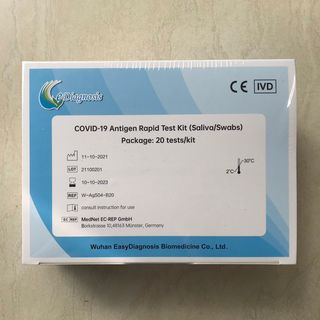 eDiagnosis
CE IVD
COVID-19 Antigen Rapid Test Kit (Saliva/Swabs)
Package: 20 tests/kit
11-10-2021
LOT 21100201
10-10-2023
REF W-Ag504-B20
consult instruction for use
EC REP MedNet EC-REP GmbH
Borkstrasse 10,48163 Münster, Germany
2°C
30°C
Wuhan EasyDiagnosis Biomedicine Co., Ltd.